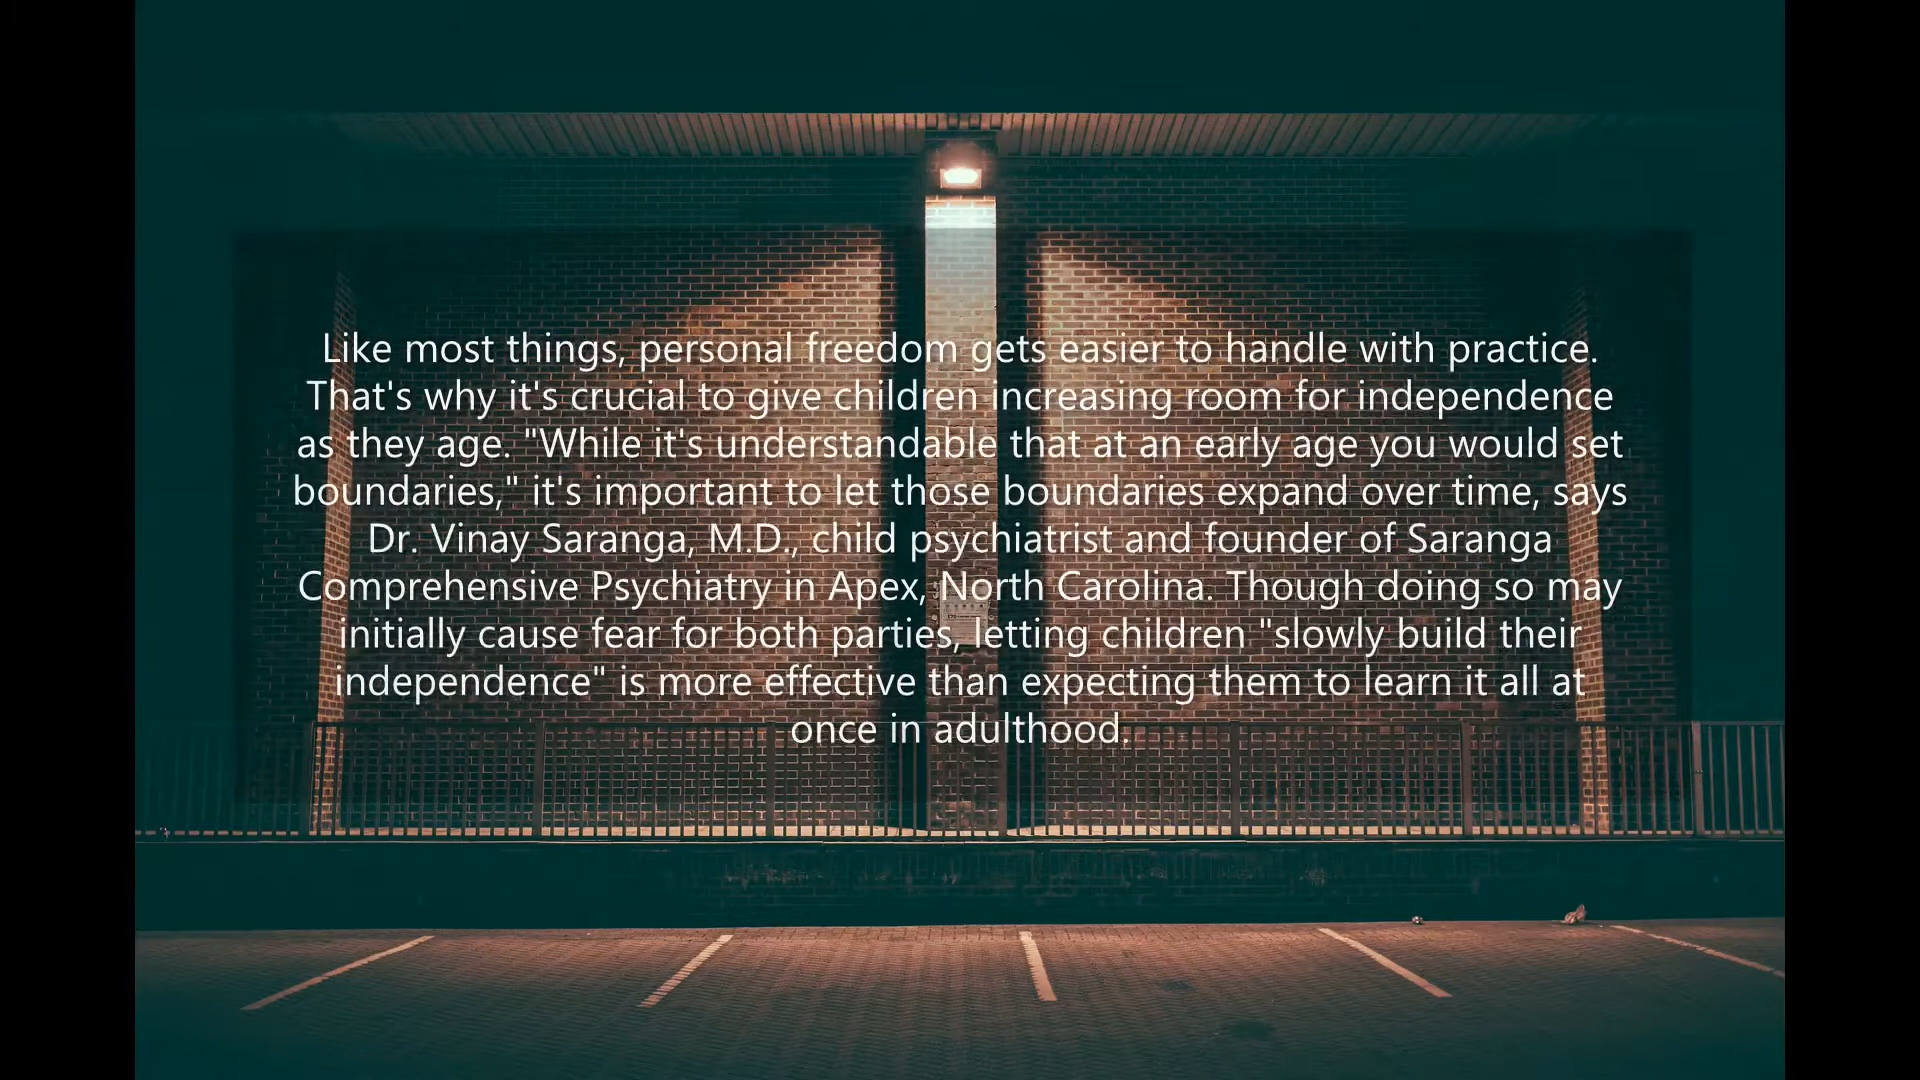 Like most things, personal freedom gets easier to handle with practice.
That's why it's crucial to give children increasing room for independence
as they age. "While it's understandable that at an early age you would set
boundaries," it's important to let those boundaries expand over time, says
Dr. Vinay Saranga, M.D., child psychiatrist and founder of Saranga
Comprehensive Psychiatry in Apex, North Carolina. Though doing so may
initially cause fear for both parties, letting children "slowly build their
independence" is more effective than expecting them to learn it all at
once in adulthood.